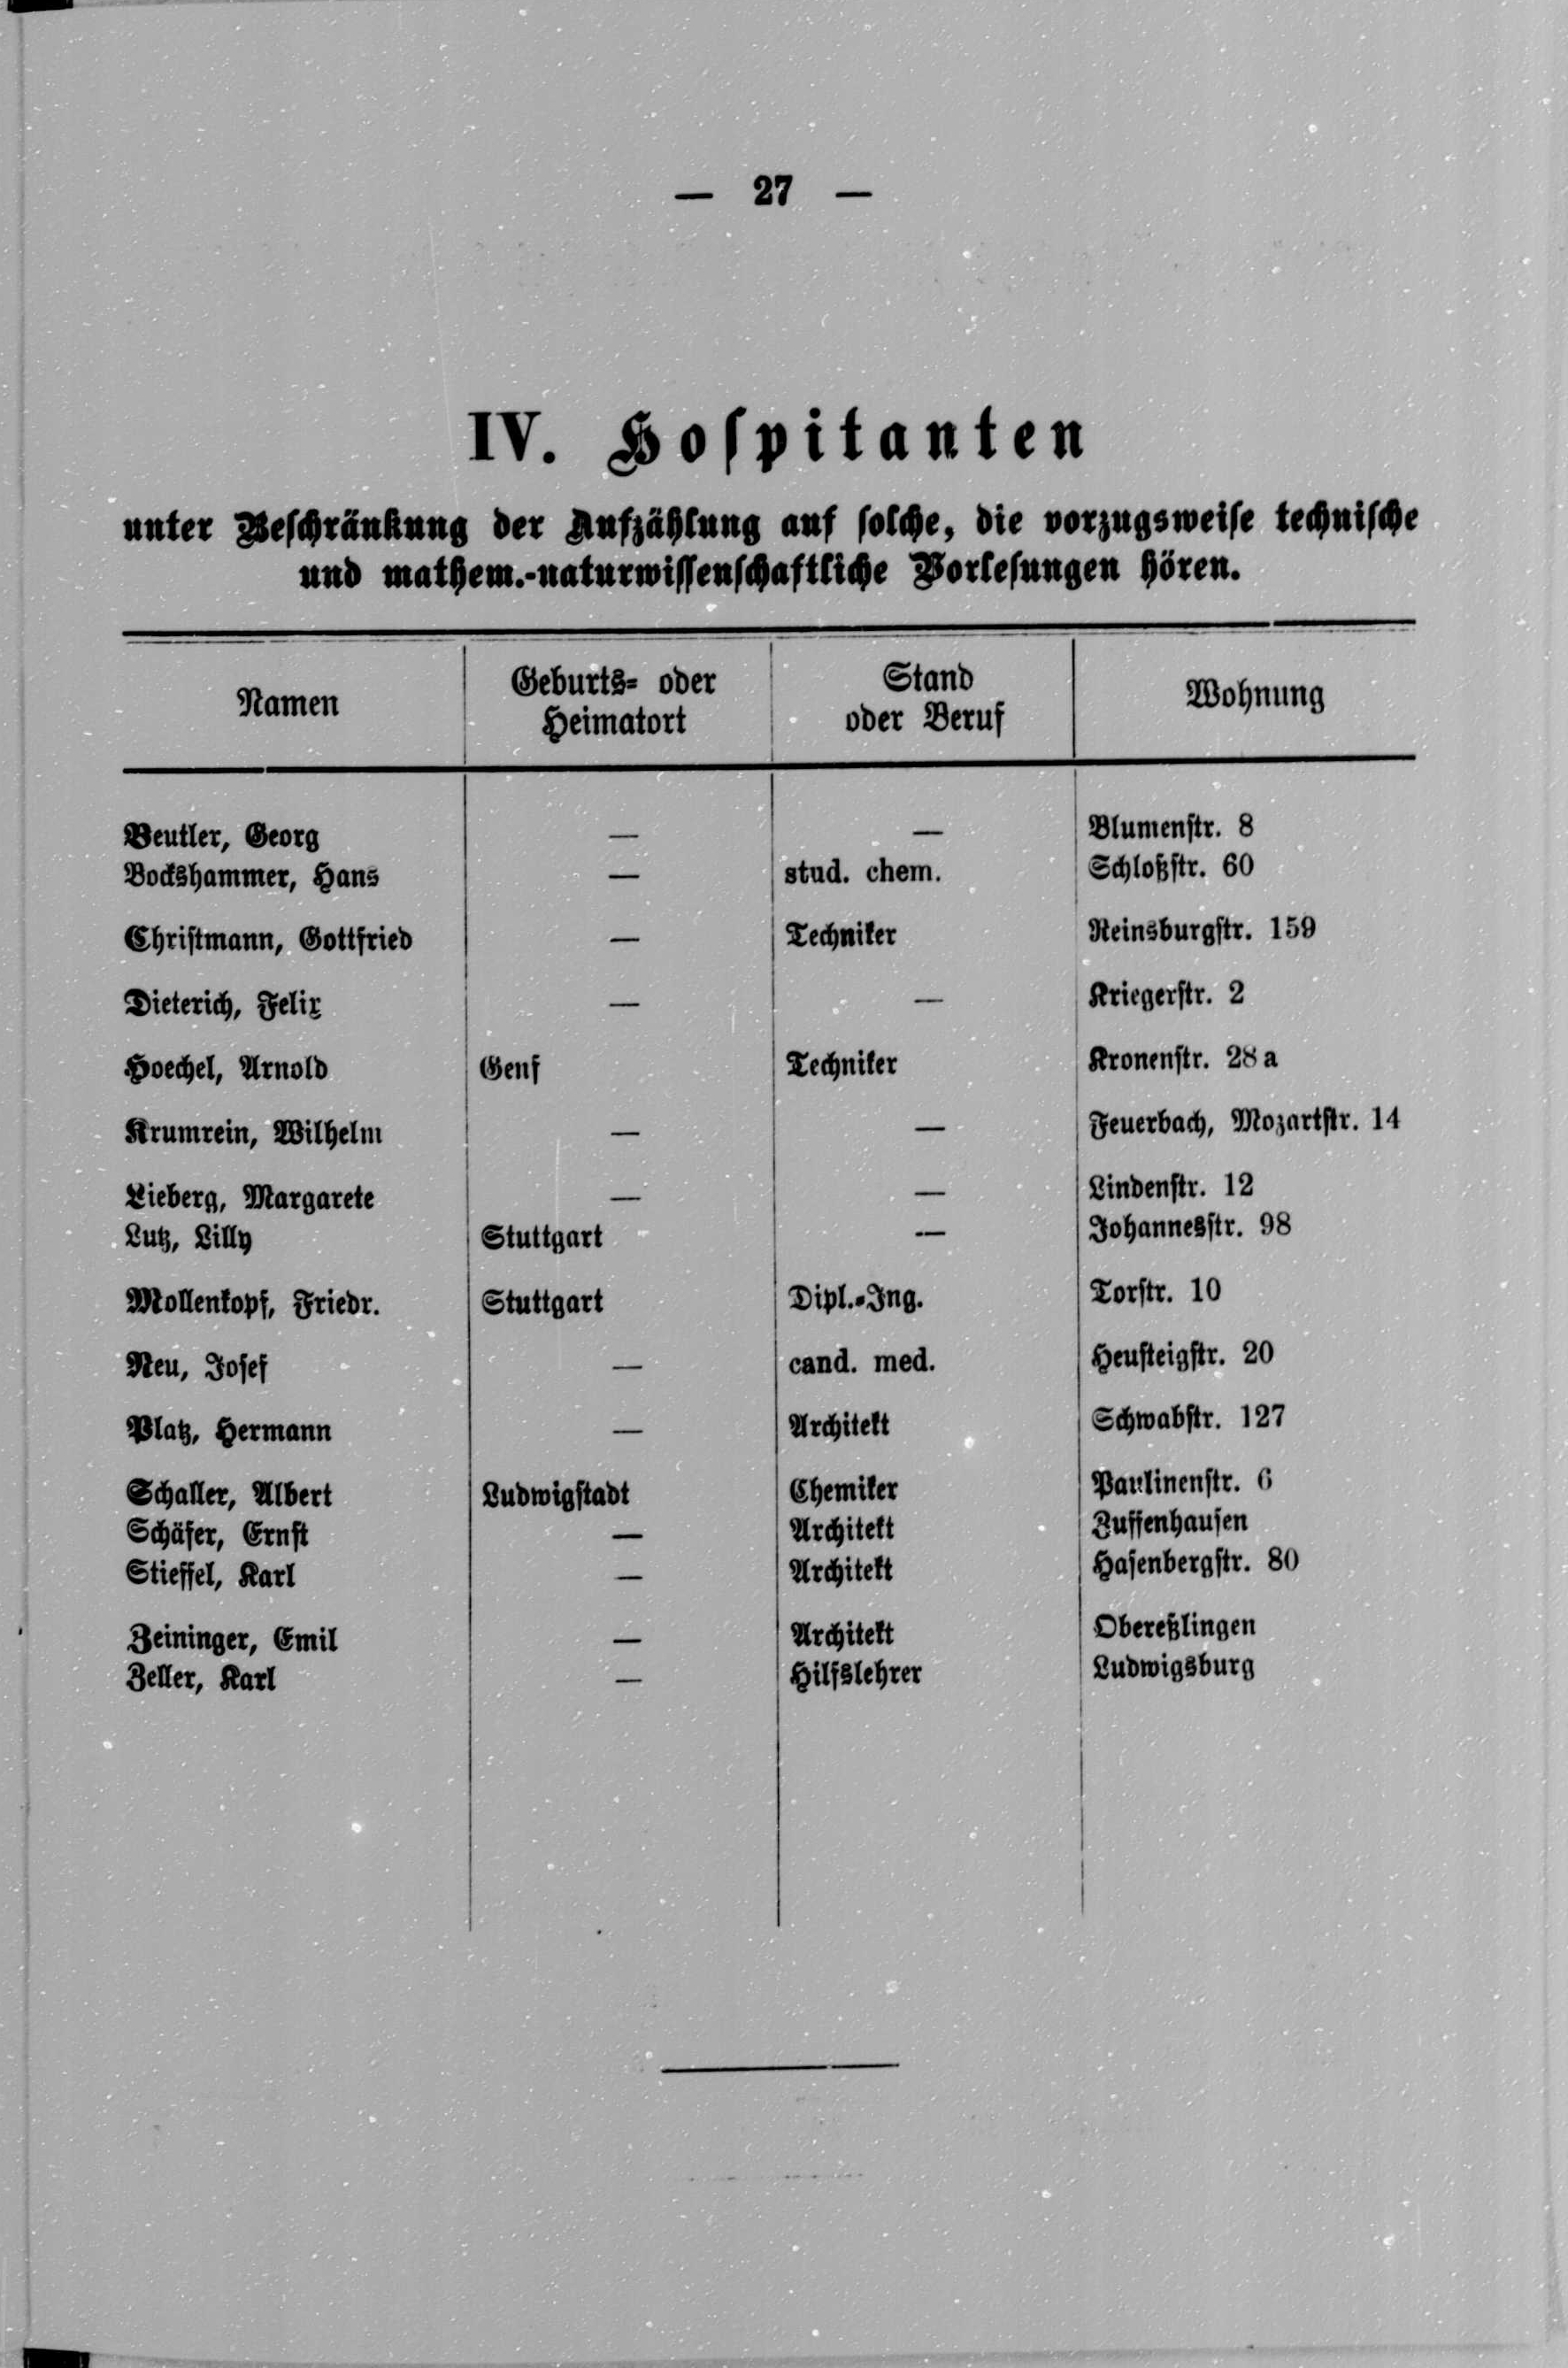 — 27 —
IV. Hospitanten
unter Beschränkung der Aufzählung auf solche, die vorzugsweise technische
und mathem.-naturwissenschaftliche Vorlesungen hören.
Namen | Geburts- oder Heimatort | Stand oder Beruf | Wohnung
Beutler, Georg — — Blumenstr. 8
Bockshammer, Hans — stud. chem. Schloßstr. 60
Christmann, Gottfried — Techniker Reinsburgstr. 159
Dieterich, Felix — — Kriegerstr. 2
Hoechel, Arnold Genf Techniker Kronenstr. 28 a
Krumrein, Wilhelm — — Feuerbach, Mozartstr. 14
Lieberg, Margarete — — Lindenstr. 12
Lutz, Lilly Stuttgart — Johannesstr. 98
Mollenkopf, Friedr. Stuttgart Dipl.-Ing. Torstr. 10
Neu, Josef — cand. med. Heusteigstr. 20
Platz, Hermann — Architekt Schwabstr. 127
Schaller, Albert Ludwigstadt Chemiker Paulinenstr. 6
Schäfer, Ernst — Architekt Zuffenhausen
Stieffel, Karl — Architekt Hasenbergstr. 80
Zeininger, Emil — Architekt Obereßlingen
Zeller, Karl — Hilfslehrer Ludwigsburg